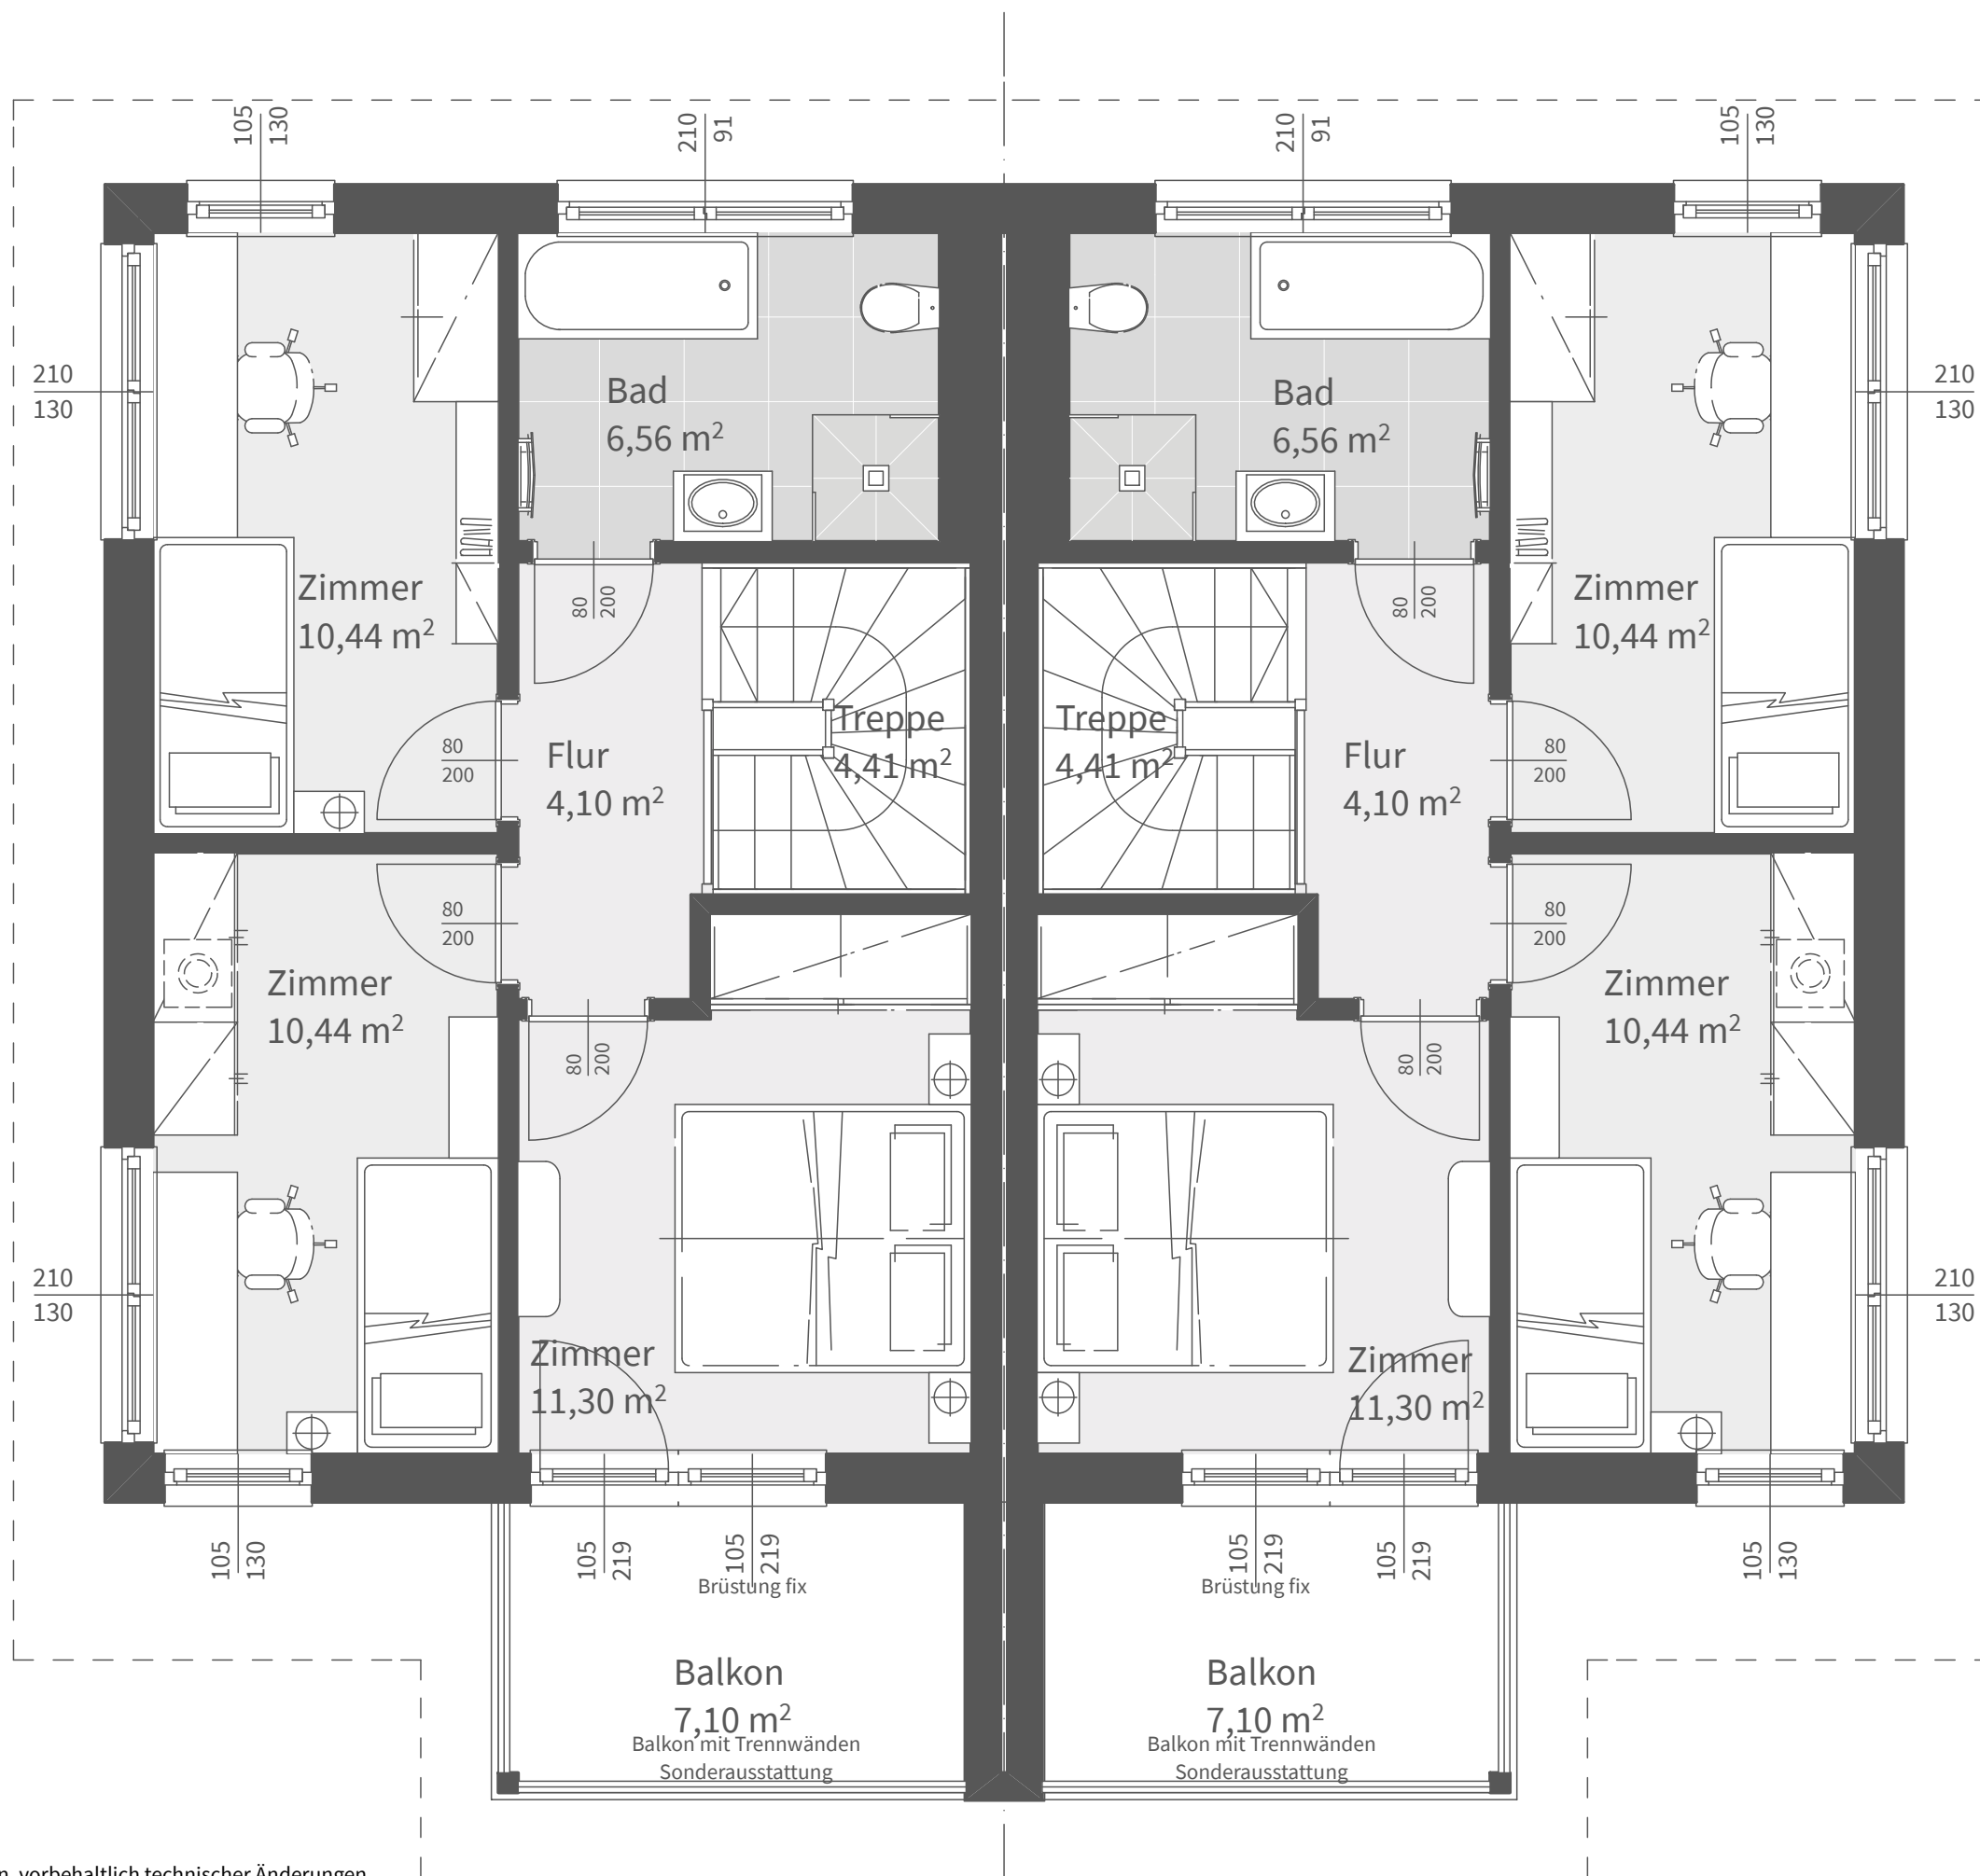 105
130
210
91
210
91
105
130
210
130
210
130
Bad
6,56 m²
Bad
6,56 m²
Zimmer
10,44 m²
80
200
80
200
Zimmer
10,44 m²
Treppe
4,41 m²
Treppe
4,41 m²
80
200
Flur
4,10 m²
Flur
4,10 m²
80
200
80
200
80
200
Zimmer
10,44 m²
Zimmer
10,44 m²
80
200
80
200
210
130
210
130
Zimmer
11,30 m²
Zimmer
11,30 m²
105
130
105
219
105
219
105
219
105
219
105
130
Brüstung fix
Brüstung fix
Balkon
7,10 m²
Balkon mit Trennwänden
Sonderausstattung
Balkon
7,10 m²
Balkon mit Trennwänden
Sonderausstattung
vorbehaltlich technischer Änderungen